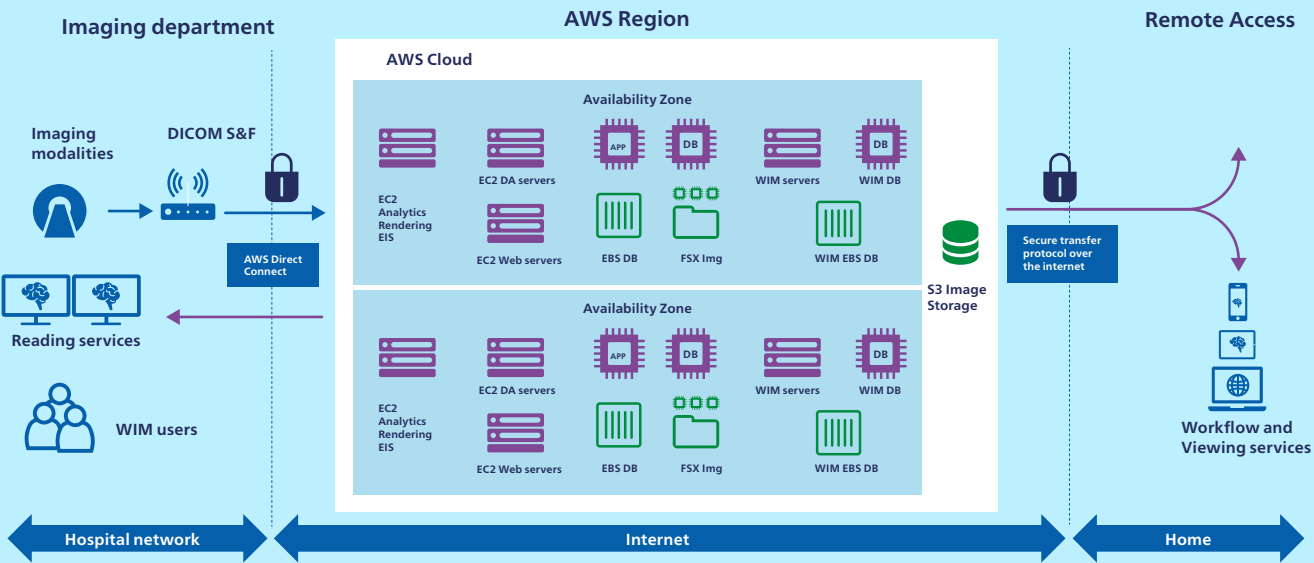 Imaging department
AWS Region
Remote Access
AWS Cloud
Imaging
modalities
DICOM S&F
AWS Direct
Connect
Reading services
WIM users
Availability Zone
EC2
Analytics
Rendering
EIS
EC2 DA servers
EC2 Web servers
APP
DB
EBS DB
FSX Img
WIM servers
DB
WIM DB
WIM EBS DB
Availability Zone
EC2
Analytics
Rendering
EIS
EC2 DA servers
EC2 Web servers
APP
DB
EBS DB
FSX Img
WIM servers
DB
WIM DB
WIM EBS DB
S3 Image
Storage
Secure transfer
protocol over
the internet
Workflow and
Viewing services
Hospital network
Internet
Home